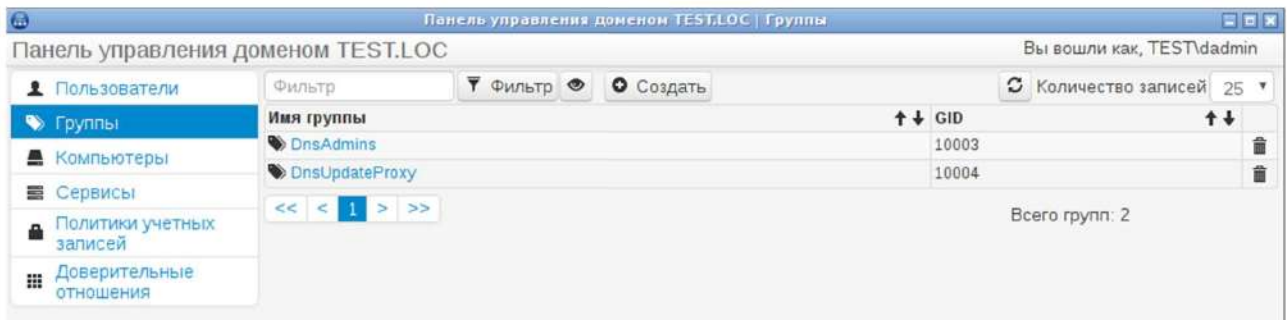 Панель управления доменом TEST.LOC | Группы
Панель управления доменом TEST.LOC
Вы вошли как, TEST\dadmin
Пользователи
Группы
Компьютеры
Сервисы
Политики учетных
записей
Доверительные
отношения
Фильтр
Фильтр
Создать
Количество записей
25
Имя группы
GID
DnsAdmins
10003
DnsUpdateProxy
10004
<< < 1 > >>
Всего групп: 2